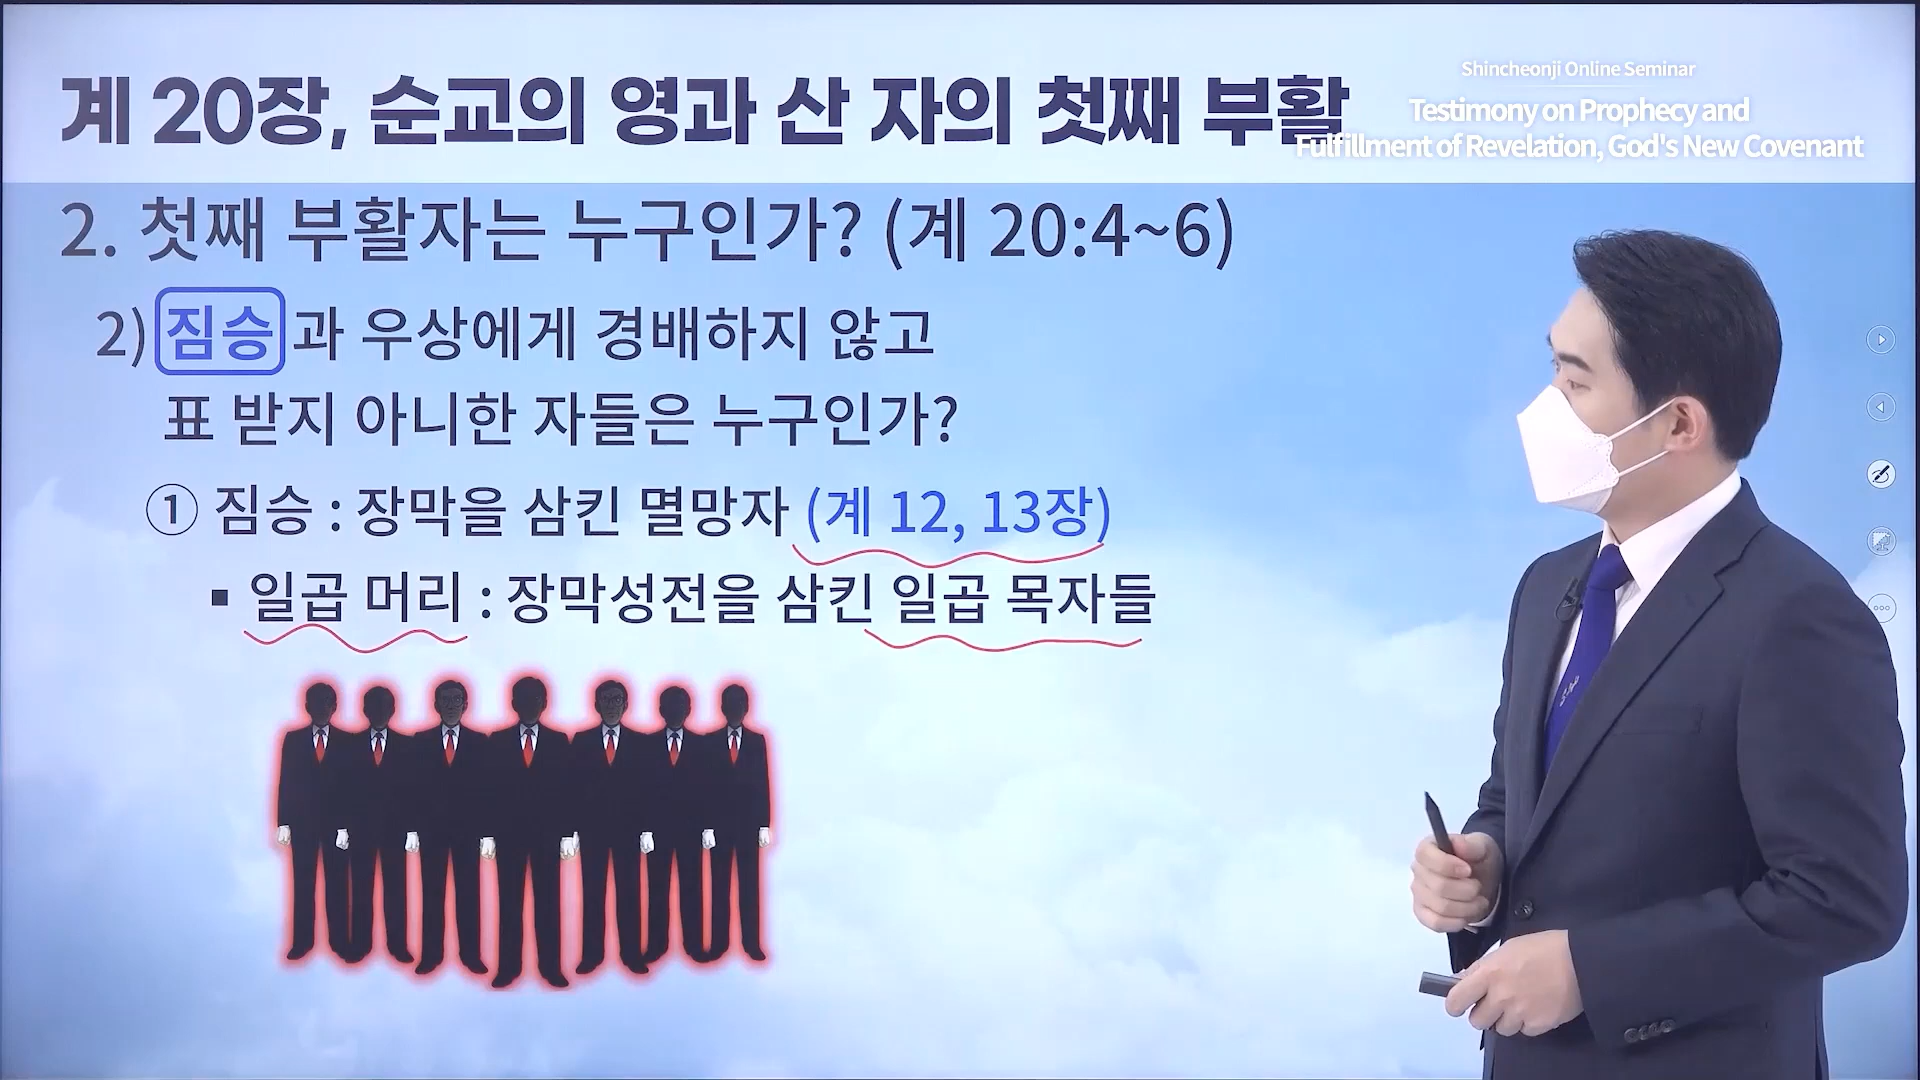 계 20장, 순교의 영과 산 자의 첫째 부활
Shincheonji Online Seminar
Testimony on Prophecy and
Fulfillment of Revelation, God's New Covenant
2. 첫째 부활자는 누구인가? (계 20:4~6)
2) 짐승과 우상에게 경배하지 않고
표 받지 아니한 자들은 누구인가?
① 짐승 : 장막을 삼킨 멸망자 (계 12, 13장)
▪ 일곱 머리 : 장막성전을 삼킨 일곱 목자들